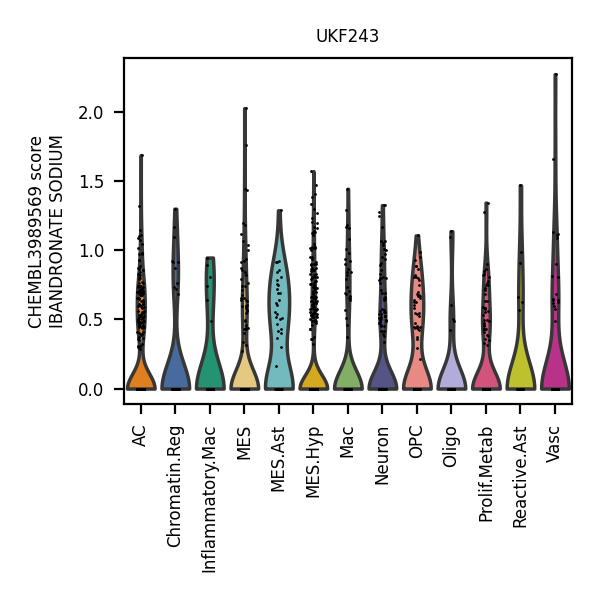 UKF243
CHEMBL3989569 score
IBANDRONATE SODIUM
2.0
1.5
1.0
0.5
0.0
AC
Chromatin.Reg
Inflammatory.Mac
MES
MES.Ast
MES.Hyp
Mac
Neuron
OPC
Oligo
Prolif.Metab
Reactive.Ast
Vasc